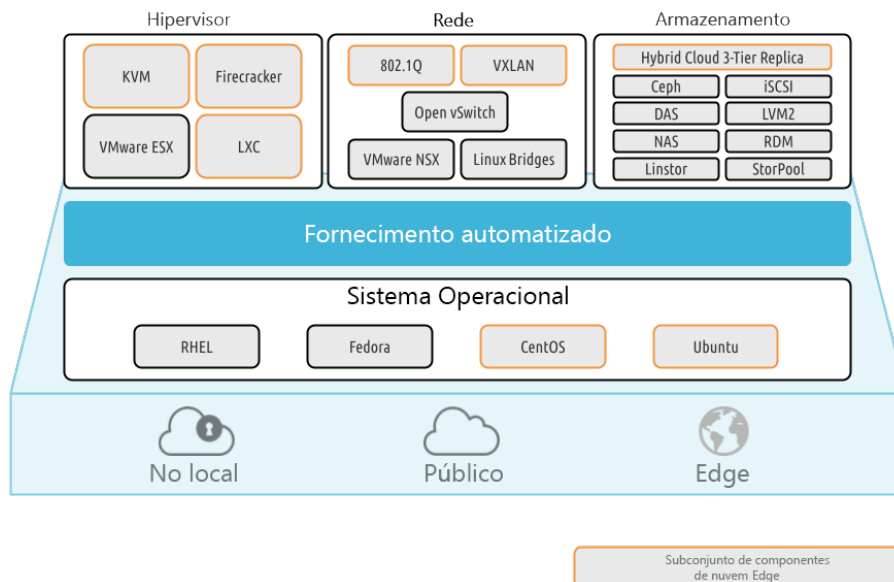 Hipervisor
Rede
Armazenamento
KVM
Firecracker
VMware ESX
LXC
802.1Q
VXLAN
Open vSwitch
VMware NSX
Linux Bridges
Hybrid Cloud 3-Tier Replica
Ceph
iSCSI
DAS
LVM2
NAS
RDM
Linstor
StorPool
Fornecimento automatizado
Sistema Operacional
RHEL
Fedora
CentOS
Ubuntu
No local
Público
Edge
Subconjunto de componentes
de nuvem Edge